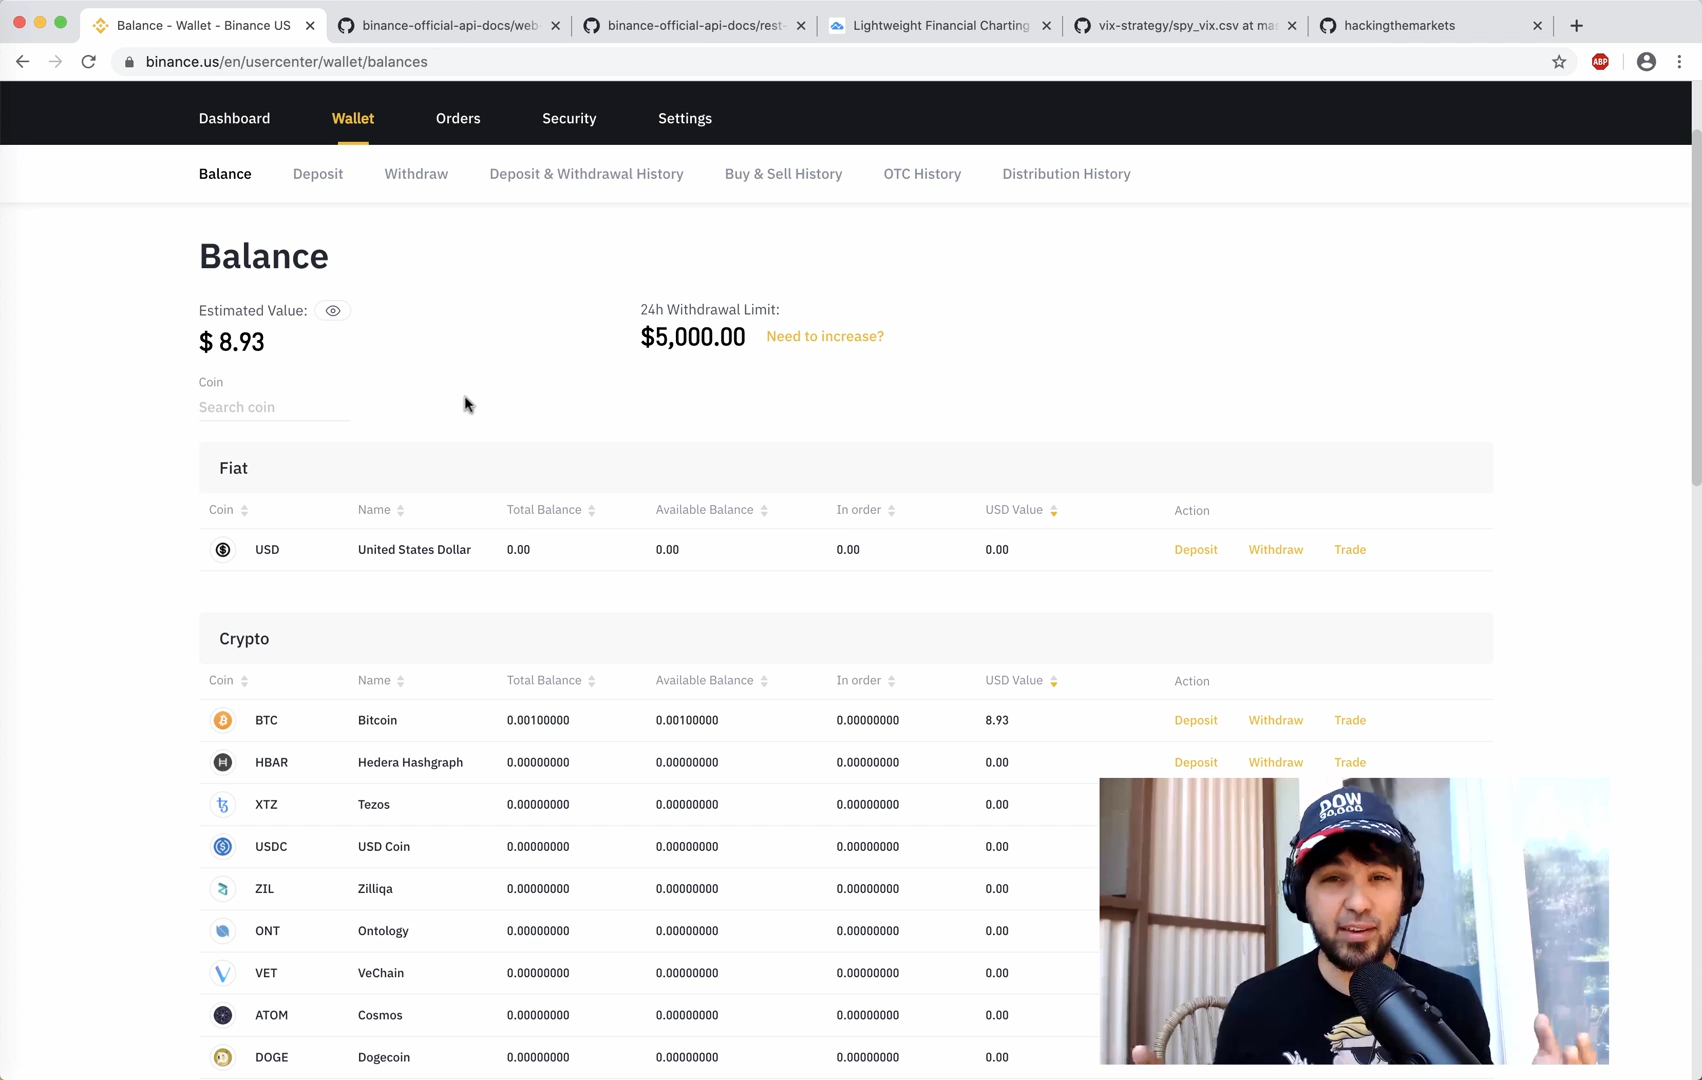 Balance - Wallet - Binance US
binance-official-api-docs/web-
binance-official-api-docs/rest-
Lightweight Financial Charting
vix-strategy/spy_vix.csv at mas
hackingthemarkets
binance.us/en/usercenter/wallet/balances
ABP
Dashboard Wallet Orders Security Settings
Balance Deposit Withdraw Deposit & Withdrawal History Buy & Sell History OTC History Distribution History
Balance
Estimated Value:
$ 8.93
24h Withdrawal Limit:
$5,000.00 Need to increase?
Coin
Search coin
Fiat
Coin Name Total Balance Available Balance In order USD Value Action
USD United States Dollar 0.00 0.00 0.00 0.00 Deposit Withdraw Trade
Crypto
Coin Name Total Balance Available Balance In order USD Value Action
BTC Bitcoin 0.00100000 0.00100000 0.00000000 8.93 Deposit Withdraw Trade
HBAR Hedera Hashgraph 0.00000000 0.00000000 0.00000000 0.00 Deposit Withdraw Trade
XTZ Tezos 0.00000000 0.00000000 0.00000000 0.00
USDC USD Coin 0.00000000 0.00000000 0.00000000 0.00
ZIL Zilliqa 0.00000000 0.00000000 0.00000000 0.00
ONT Ontology 0.00000000 0.00000000 0.00000000 0.00
VET VeChain 0.00000000 0.00000000 0.00000000 0.00
ATOM Cosmos 0.00000000 0.00000000 0.00000000 0.00
DOGE Dogecoin 0.00000000 0.00000000 0.00000000 0.00
DOW
30,000